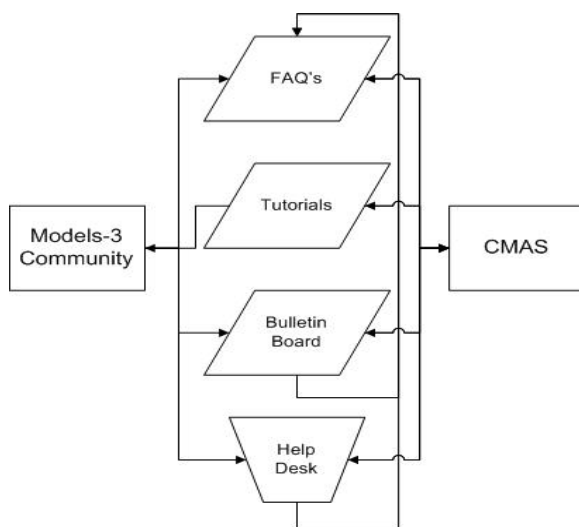 FAQ's
Tutorials
Models-3
Community
CMAS
Bulletin
Board
Help
Desk